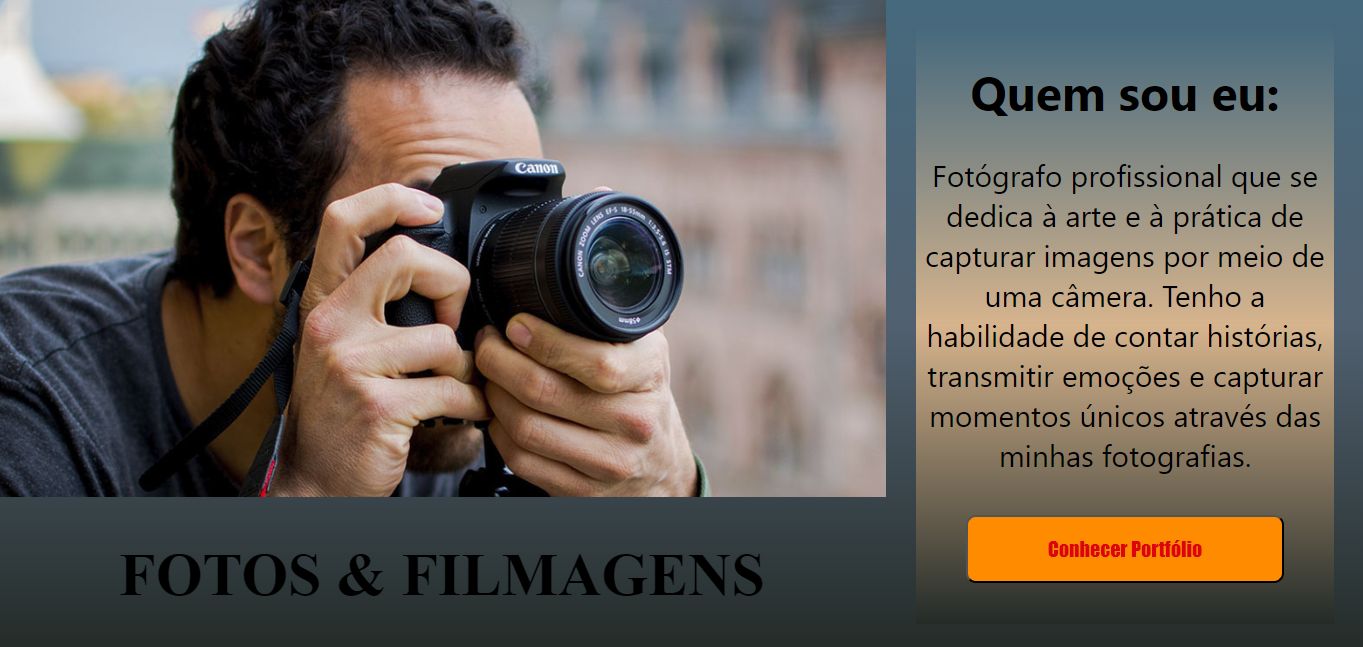 Canon
CANON ZOOM LENS EF-S 18-55mm 1:3.5-5.6 IS STM
Ø58mm
FOTOS & FILMAGENS
Quem sou eu:
Fotógrafo profissional que se
dedica à arte e à prática de
capturar imagens por meio de
uma câmera. Tenho a
habilidade de contar histórias,
transmitir emoções e capturar
momentos únicos através das
minhas fotografias.
Conhecer Portfólio